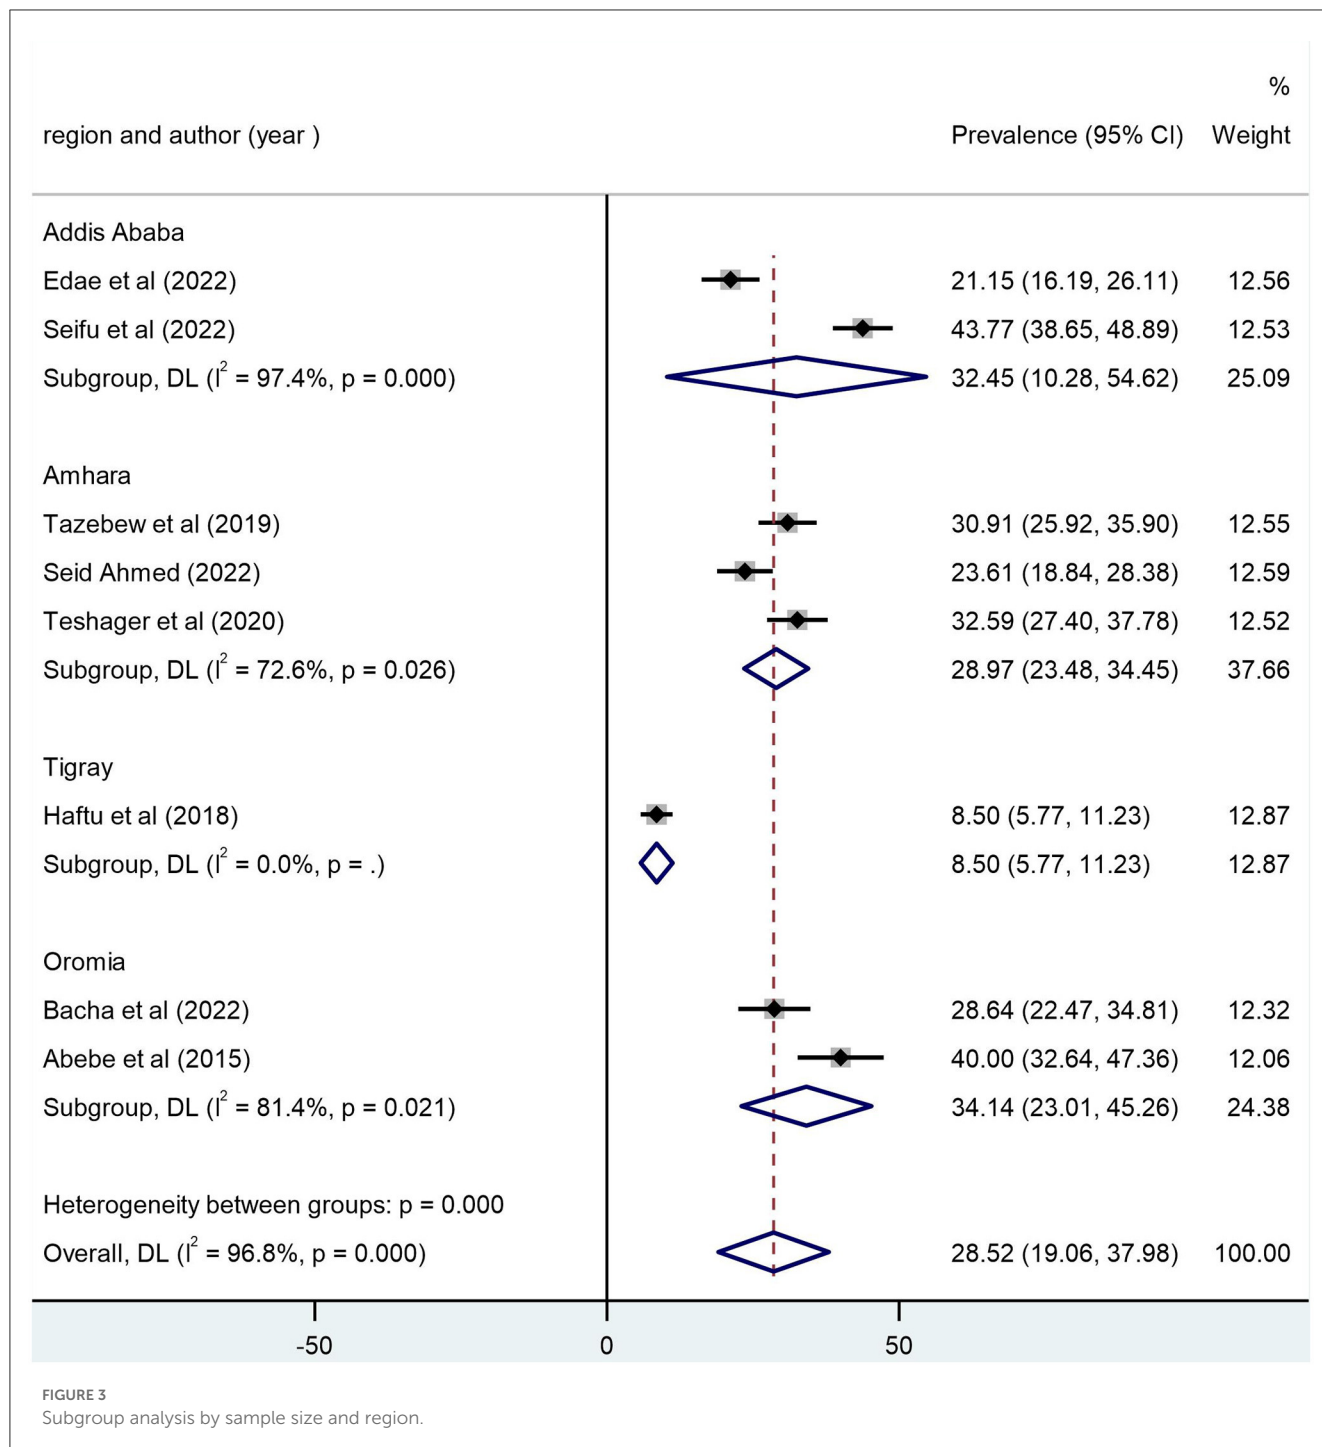 %
region and author (year ) Prevalence (95% CI) Weight
Addis Ababa
Edae et al (2022) 21.15 (16.19, 26.11) 12.56
Seifu et al (2022) 43.77 (38.65, 48.89) 12.53
Subgroup, DL (I² = 97.4%, p = 0.000) 32.45 (10.28, 54.62) 25.09
Amhara
Tazebew et al (2019) 30.91 (25.92, 35.90) 12.55
Seid Ahmed (2022) 23.61 (18.84, 28.38) 12.59
Teshager et al (2020) 32.59 (27.40, 37.78) 12.52
Subgroup, DL (I² = 72.6%, p = 0.026) 28.97 (23.48, 34.45) 37.66
Tigray
Haftu et al (2018) 8.50 (5.77, 11.23) 12.87
Subgroup, DL (I² = 0.0%, p = .) 8.50 (5.77, 11.23) 12.87
Oromia
Bacha et al (2022) 28.64 (22.47, 34.81) 12.32
Abebe et al (2015) 40.00 (32.64, 47.36) 12.06
Subgroup, DL (I² = 81.4%, p = 0.021) 34.14 (23.01, 45.26) 24.38
Heterogeneity between groups: p = 0.000
Overall, DL (I² = 96.8%, p = 0.000) 28.52 (19.06, 37.98) 100.00
-50 0 50
FIGURE 3
Subgroup analysis by sample size and region.